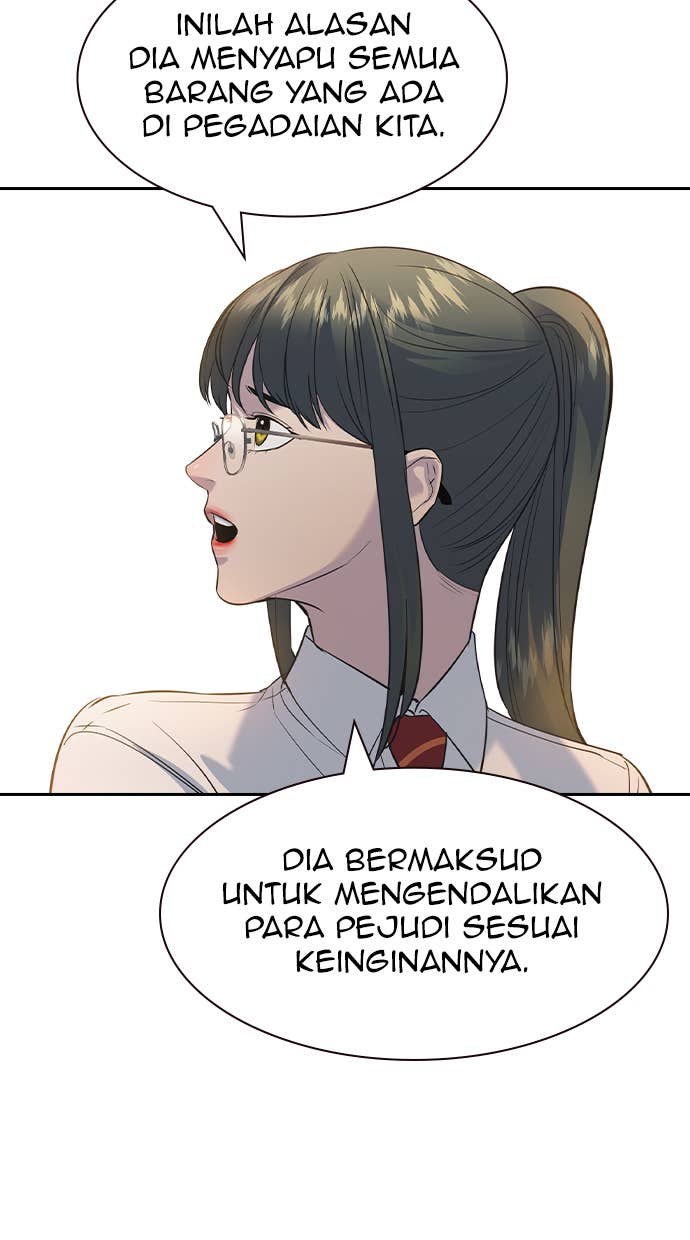 INILAH ALASAN
DIA MENYAPU SEMUA
BARANG YANG ADA
DI PEGADAIAN KITA.
DIA BERMAKSUD
UNTUK MENGENDALIKAN
PARA PEJUDI SESUAI
KEINGINANNYA.